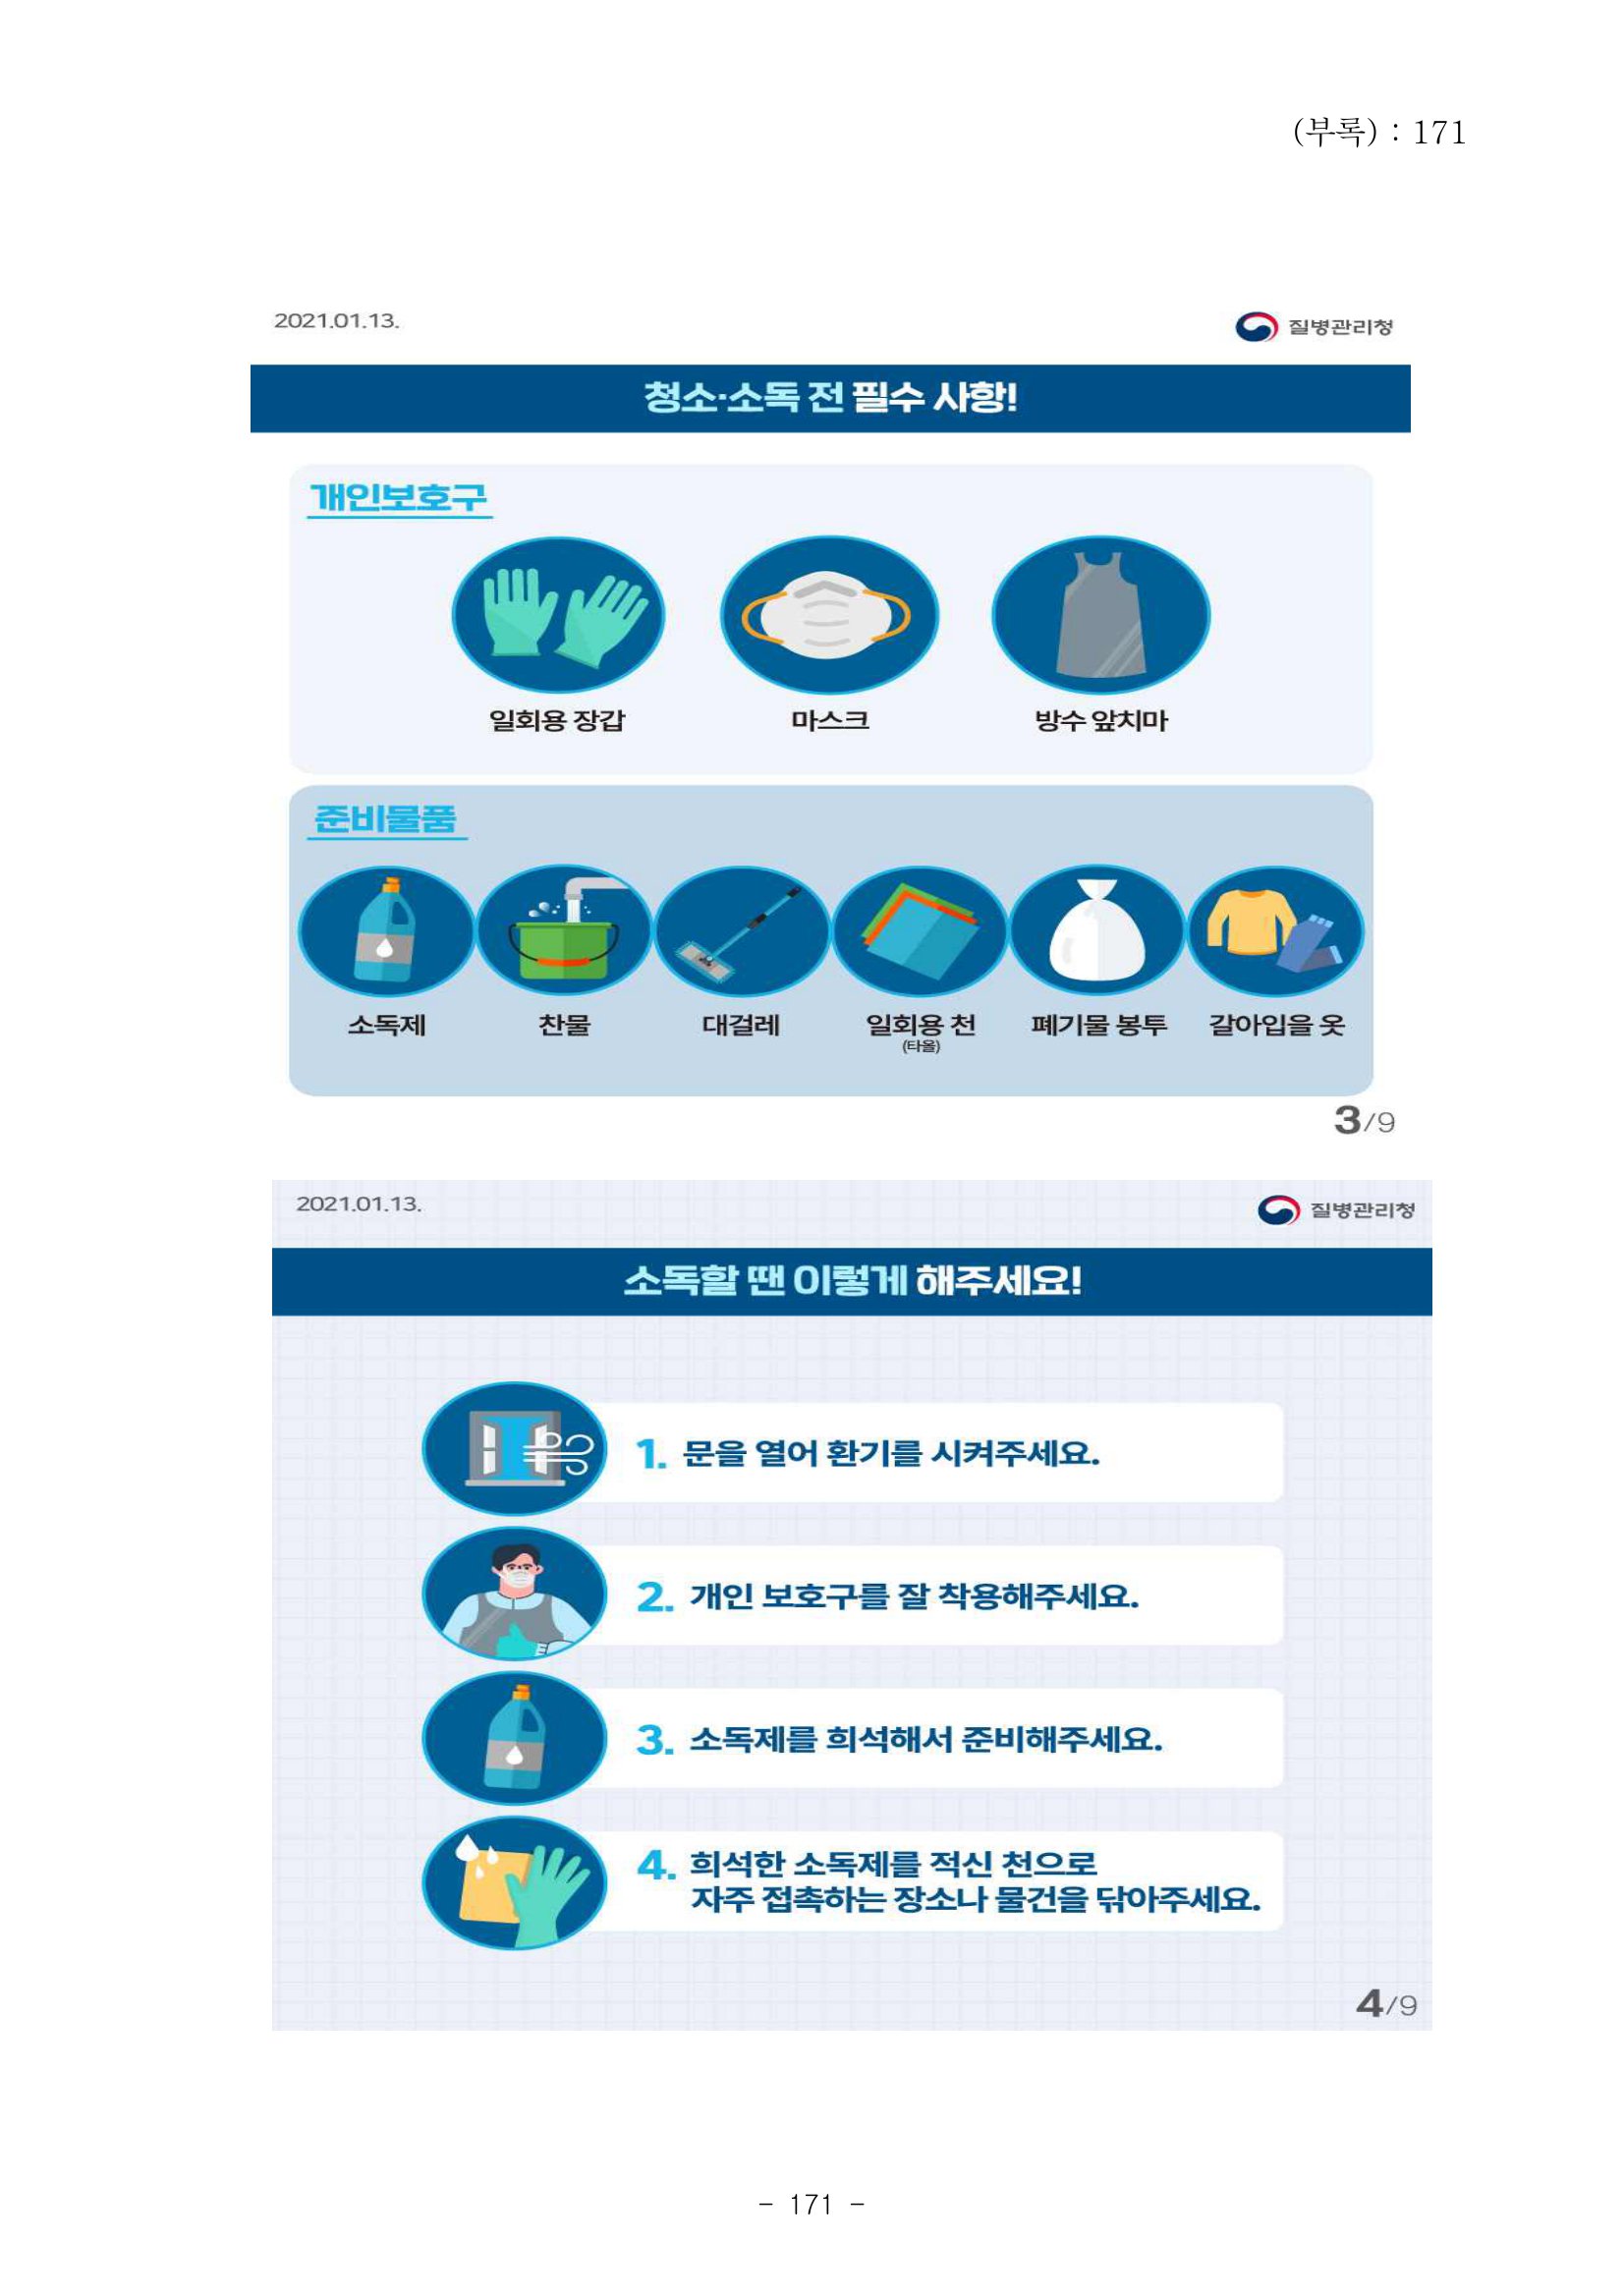 (부록) : 171
2021.01.13.
질병관리청
청소·소독 전 필수 사항!
개인보호구
일회용 장갑
마스크
방수 앞치마
준비물품
소독제
찬물
대걸레
일회용 천
(타올)
폐기물 봉투
갈아입을 옷
3/9
2021.01.13.
질병관리청
소독할 땐 이렇게 해주세요!
1. 문을 열어 환기를 시켜주세요.
2. 개인 보호구를 잘 착용해주세요.
3. 소독제를 희석해서 준비해주세요.
4. 희석한 소독제를 적신 천으로
자주 접촉하는 장소나 물건을 닦아주세요.
4/9
- 171 -